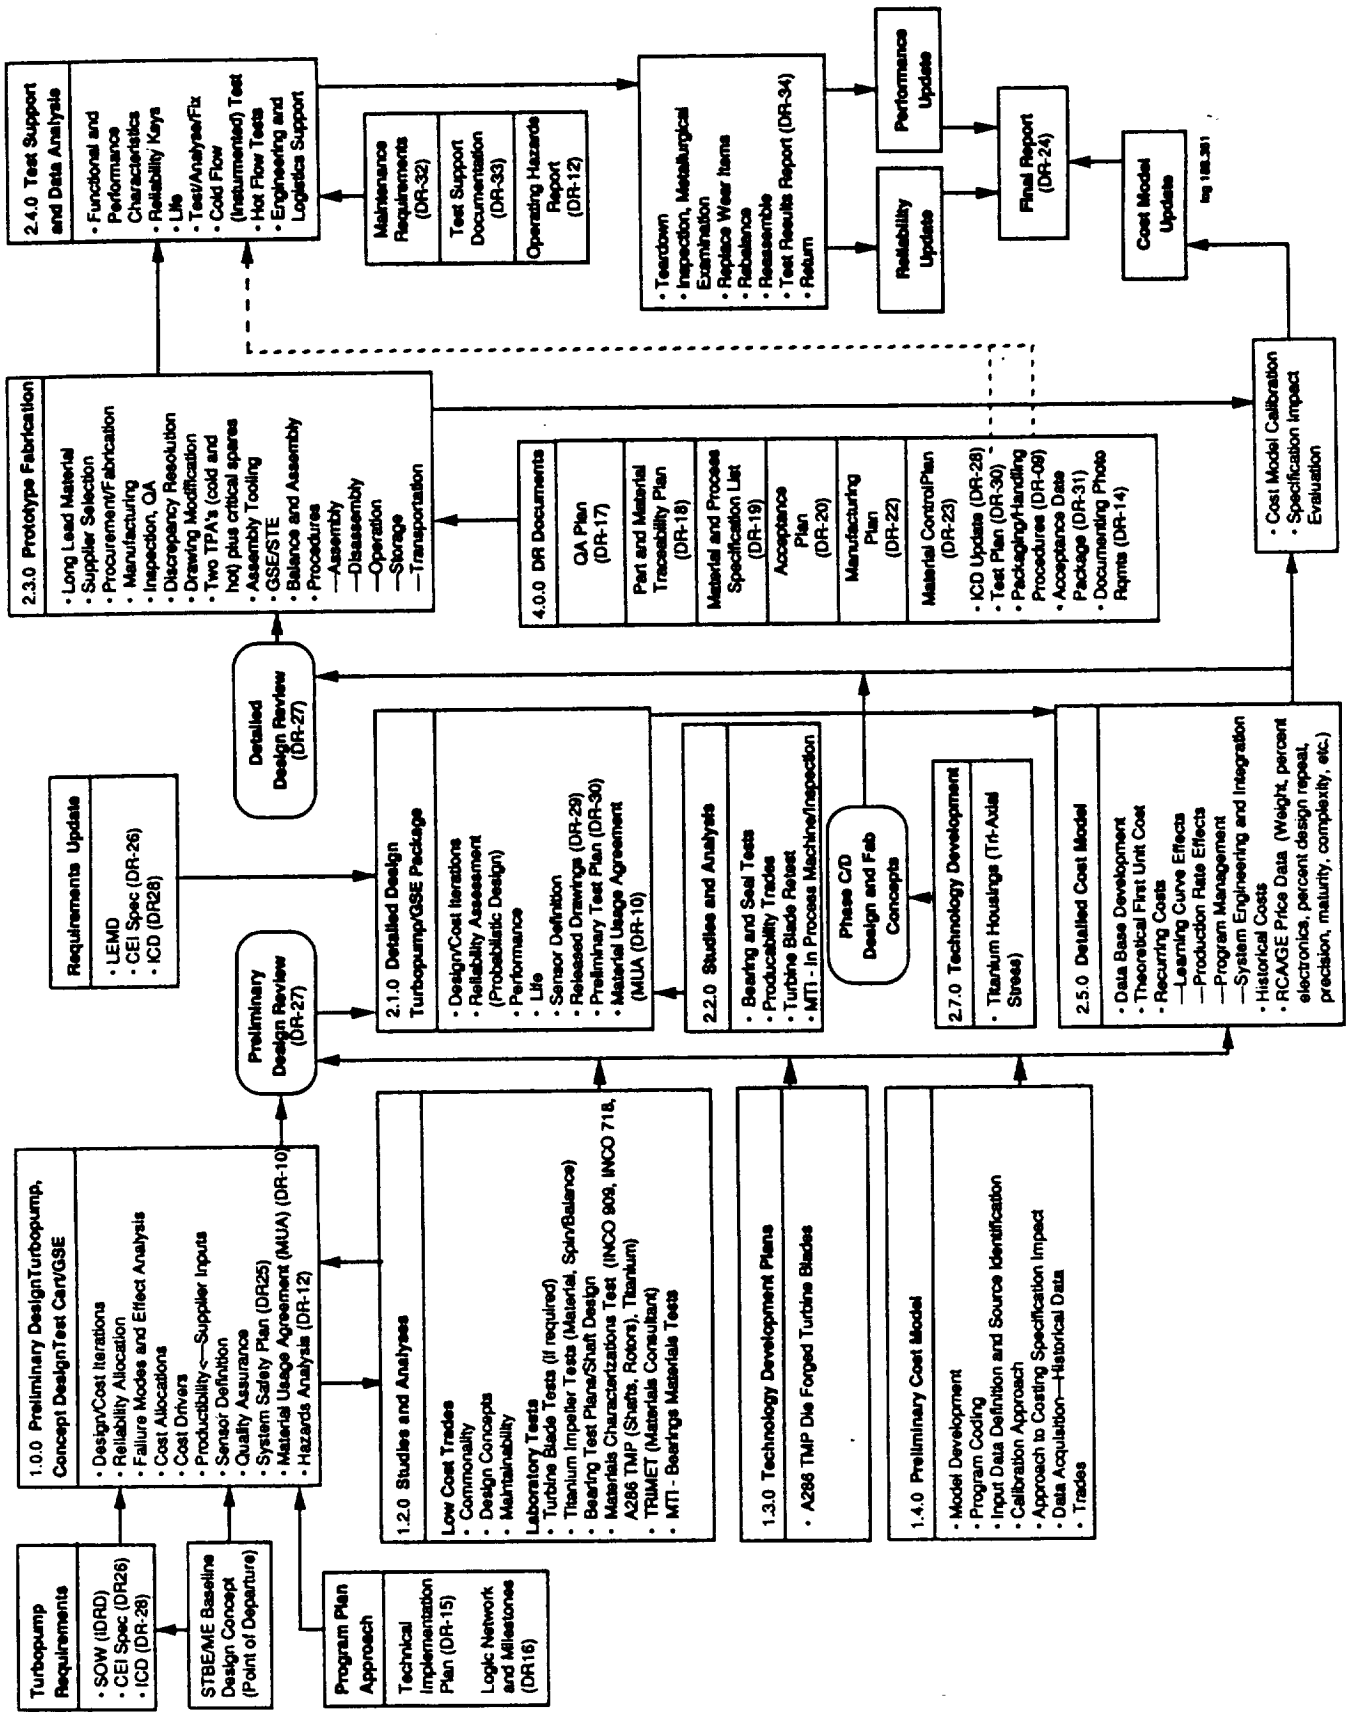 Turbopump
Requirements
• SOW (IDRD)
• CEI Spec (DR26)
• ICD (DR-28)
STBE/ME Baseline
Design Concept
(Point of Departure)
Program Plan
Approach
Technical
Implementation
Plan (DR-15)
Logic Network
and Milestones
(DR16)
1.0.0 Preliminary DesignTurbopump,
Concept DesignTest Cart/GSE
• Design/Cost Iterations
• Reliability Allocation
• Failure Modes and Effect Analysis
• Cost Allocations
• Cost Drivers
• Productibility<—Supplier Inputs
• Sensor Definition
• Quality Assurance
• System Safety Plan (DR25)
• Material Usage Agreement (MUA) (DR-10)
• Hazards Analysis (DR-12)
1.2.0 Studies and Analyses
Low Cost Trades
• Commonality
• Design Concepts
• Maintainability
Laboratory Tests
• Turbine Blade Tests (if required)
• Titanium Impeller Tests (Material, Spin/Balance)
• Bearing Test Plans/Shaft Design
• Materials Characterizations Test (INCO 909, INCO 718,
A286 TMP (Shafts, Rotors), Titanium)
• TRIMET (Materials Consultant)
• MTI - Bearings Materials Tests
1.3.0 Technology Development Plans
• A286 TMP Die Forged Turbine Blades
1.4.0 Preliminary Cost Model
• Model Development
• Program Coding
• Input Data Definition and Source Identification
• Calibration Approach
• Approach to Costing Specification Impact
• Data Acquisition—Historical Data
• Trades
Preliminary
Design Review
(DR-27)
Requirements Update
• LEMD
• CEI Spec (DR-26)
• ICD (DR28)
2.1.0 Detailed Design
Turbopump/GSE Package
• Design/Cost Iterations
• Reliability Assessment
(Probabilistic Design)
• Performance
• Life
• Sensor Definition
• Released Drawings (DR-29)
• Preliminary Test Plan (DR-30)
• Material Usage Agreement
(MUA (DR-10)
2.2.0 Studies and Analysis
• Bearing and Seal Tests
• Producability Trades
• Turbine Blade Retest
• MTI - In Process Machine/Inspection
Phase C/D
Design and Fab
Concepts
2.7.0 Technology Development
• Titanium Housings (Tri-Axial
Stress)
2.5.0 Detailed Cost Model
• Data Base Development
• Theoretical First Unit Cost
• Recurring Costs
—Learning Curve Effects
—Production Rate Effects
—Program Management
—System Engineering and Integration
• Historical Costs
• RCA/GE Price Data (Weight, percent
electronics, percent design repeat,
precision, maturity, complexity, etc.)
Detailed
Design Review
(DR-27)
2.3.0 Prototype Fabrication
• Long Lead Material
• Supplier Selection
• Procurement/Fabrication
• Manufacturing
• Inspection, QA
• Discrepancy Resolution
• Drawing Modification
• Two TPA's (cold and
hot) plus critical spares
• Assembly Tooling
• GSE/STE
• Balance and Assembly
• Procedures
—Assembly
—Disassembly
—Operation
—Storage
—Transportation
4.0.0 DR Documents
QA Plan
(DR-17)
Part and Material
Traceability Plan
(DR-18)
Material and Process
Specification List
(DR-19)
Acceptance
Plan
(DR-20)
Manufacturing
Plan
(DR-22)
Material ControlPlan
(DR-23)
• ICD Update (DR-28)
• Test Plan (DR-30)
• Packaging/Handling
Procedures (DR-09)
• Acceptance Date
Package (DR-31)
• Documenting Photo
Rqmts (DR-14)
• Cost Model Calibration
• Specification Impact
Evaluation
2.4.0 Test Support
and Data Analysis
• Functional and
Performance
Characteristics
• Reliability Keys
• Life
• Test/Analyse/Fix
• Cold Flow
(Insturmented) Test
• Hot Flow Tests
• Engineering and
Logistics Support
Maintenance
Requirements
(DR-32)
Test Support
Documentation
(DR-33)
Operating Hazards
Report
(DR-12)
• Teardown
• Inspection, Metallurgical
Examination
• Replace Wear Items
• Rebalance
• Reassemble
• Test Results Report (DR-34)
• Return
Reliability
Update
Performance
Update
Final Report
(DR-24)
Cost Model
Update